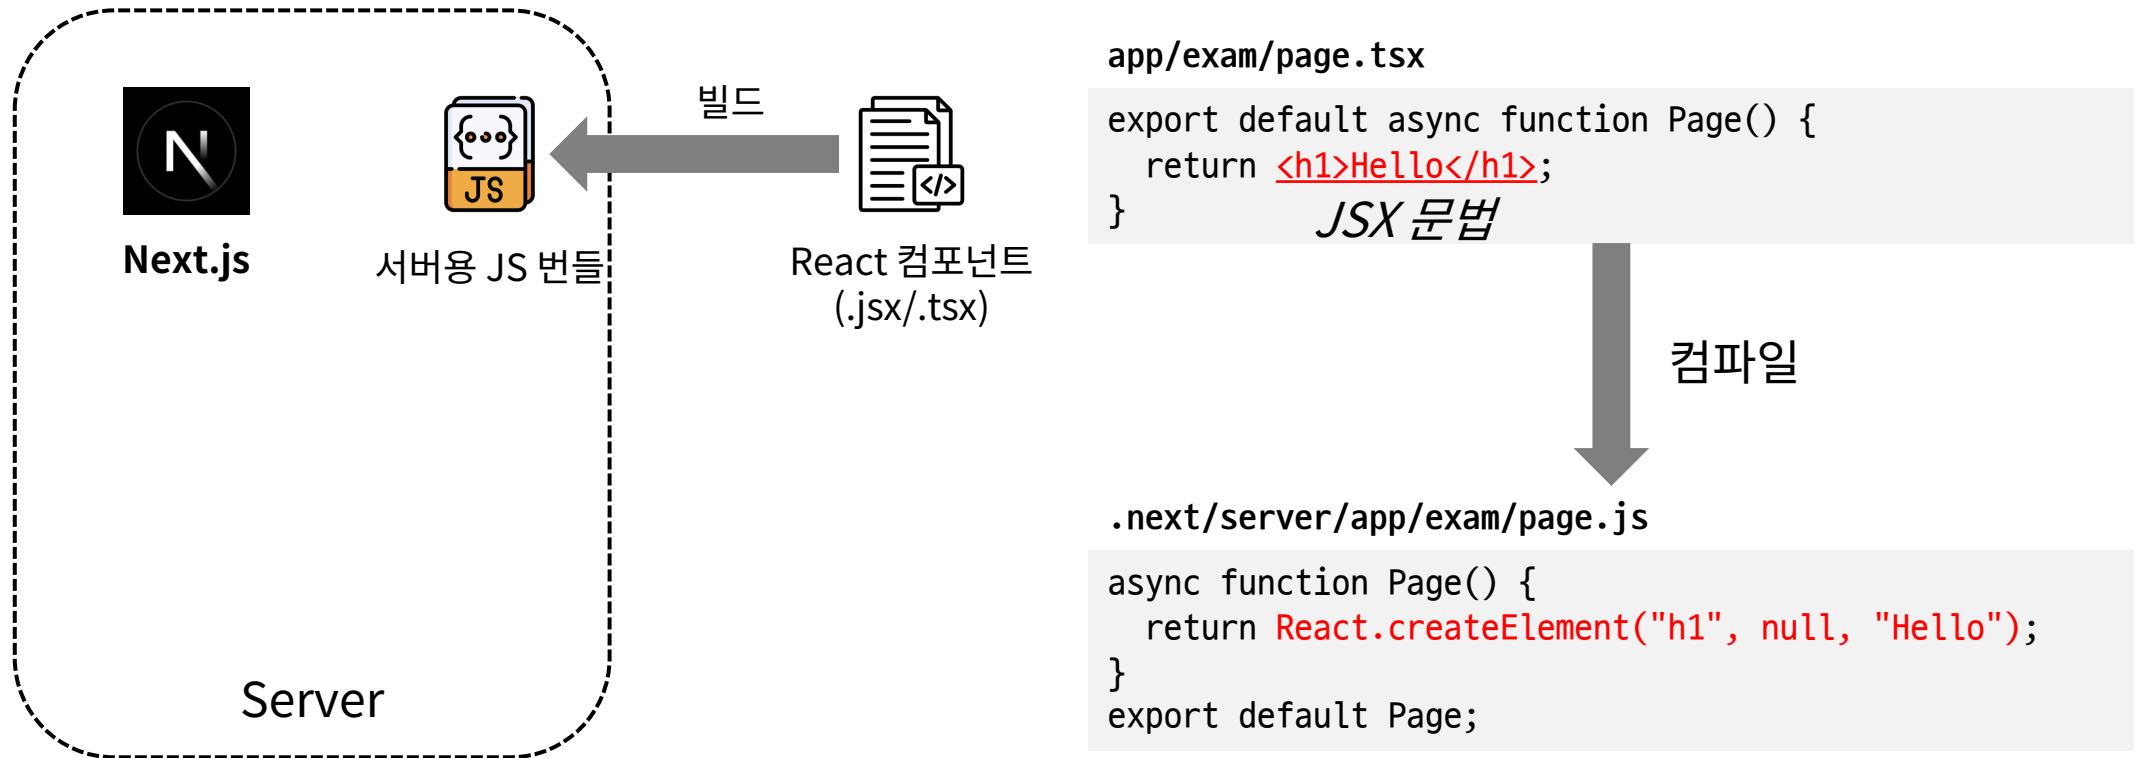 N
Next.js
{...}
JS
서버용 JS 번들
빌드
</>
React 컴포넌트
(.jsx/.tsx)
Server
app/exam/page.tsx
export default async function Page() {
  return <h1>Hello</h1>;
}
JSX 문법
컴파일
.next/server/app/exam/page.js
async function Page() {
  return React.createElement("h1", null, "Hello");
}
export default Page;